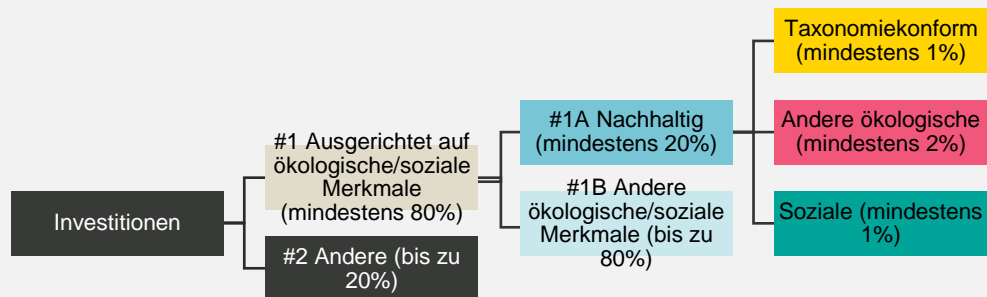 Investitionen
#1 Ausgerichtet auf
ökologische/soziale
Merkmale
(mindestens 80%)
#2 Andere (bis zu
20%)
#1A Nachhaltig
(mindestens 20%)
#1B Andere
ökologische/soziale
Merkmale (bis zu
80%)
Taxonomiekonform
(mindestens 1%)
Andere ökologische
(mindestens 2%)
Soziale (mindestens
1%)